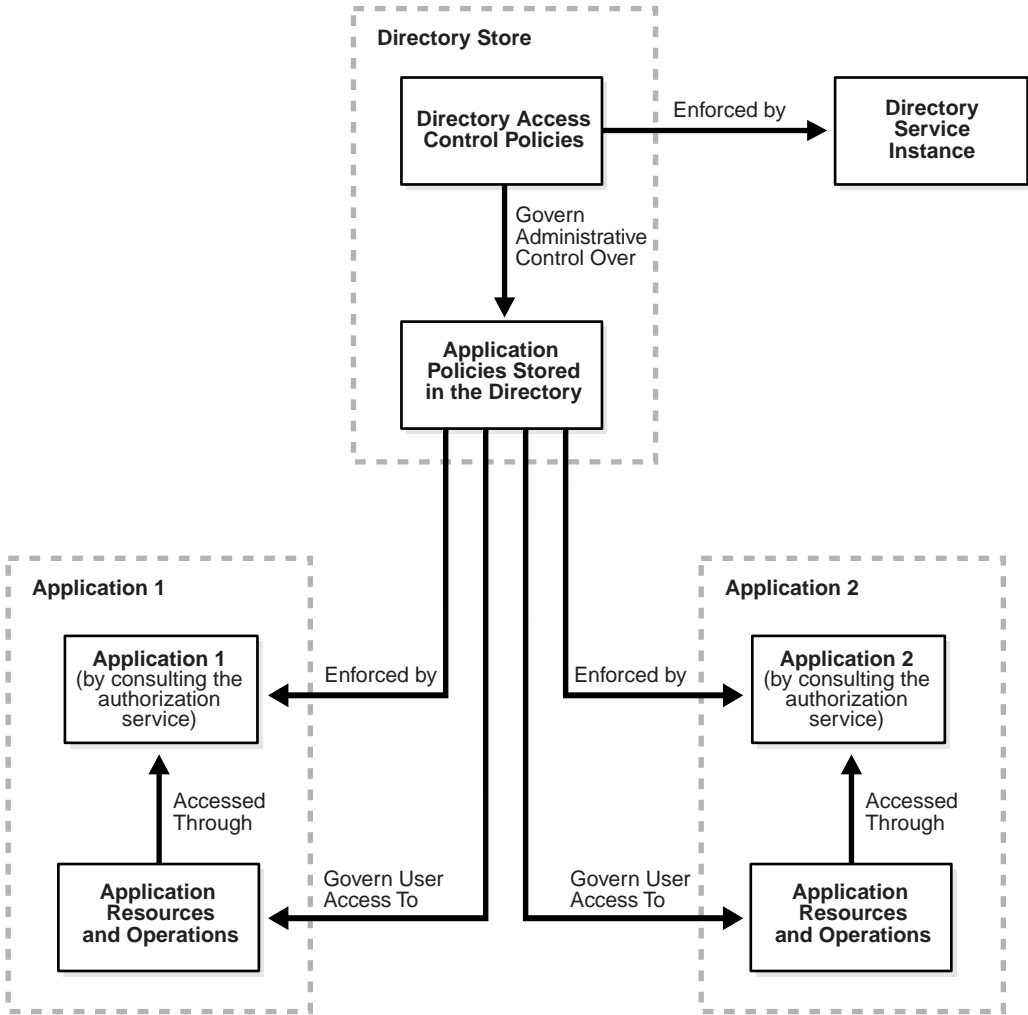 Directory Store
Directory Access
Control Policies
Enforced by
Directory
Service
Instance
Govern
Administrative
Control Over
Application
Policies Stored
in the Directory
Application 1
Application 1
(by consulting the
authorization
service)
Enforced by
Accessed
Through
Application
Resources
and Operations
Govern User
Access To
Application 2
Enforced by
Application 2
(by consulting the
authorization
service)
Accessed
Through
Govern User
Access To
Application
Resources
and Operations